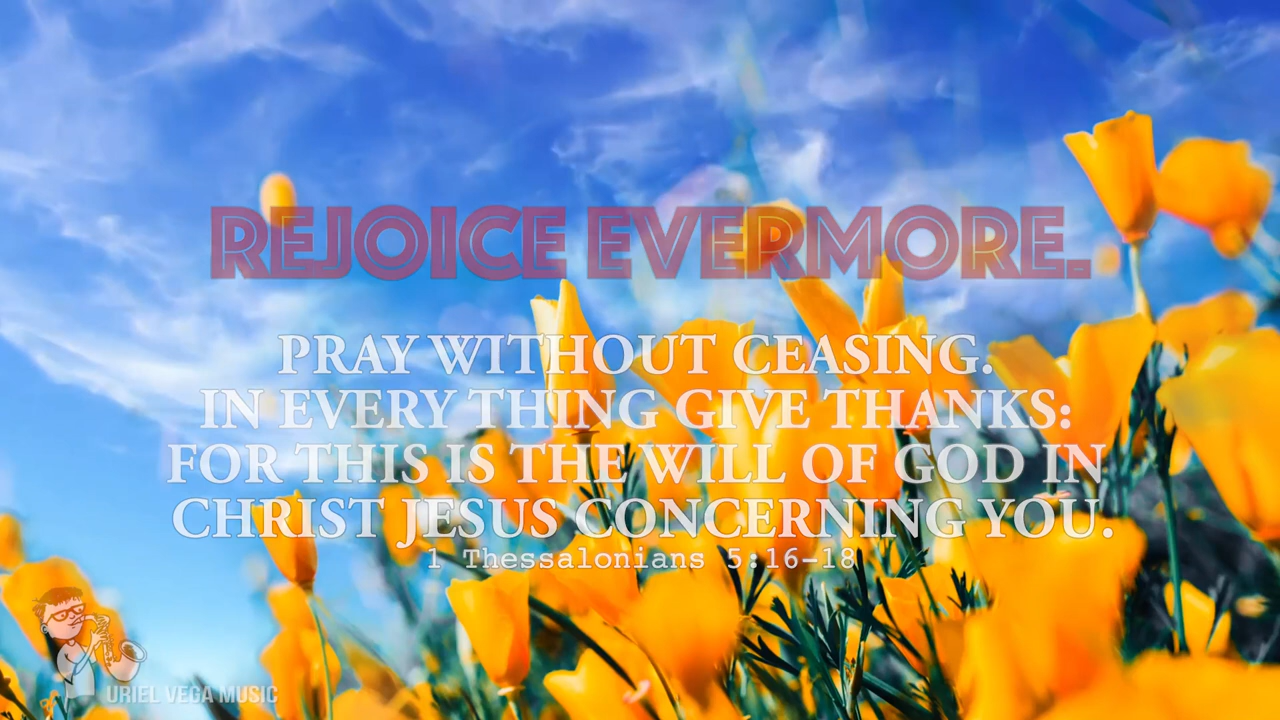 REJOICE EVERMORE.
PRAY WITHOUT CEASING.
IN EVERY THING GIVE THANKS:
FOR THIS IS THE WILL OF GOD IN
CHRIST JESUS CONCERNING YOU.
1 Thessalonians 5:16-18
URIEL VEGA MUSIC